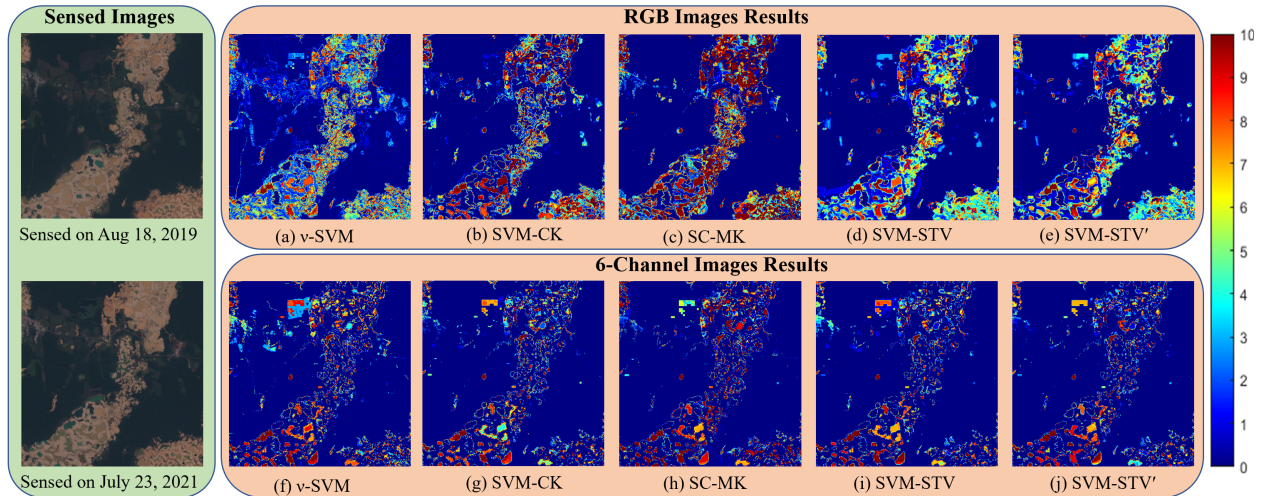 Sensed Images
Sensed on Aug 18, 2019
Sensed on July 23, 2021
RGB Images Results
(a) ν-SVM
(b) SVM-CK
(c) SC-MK
(d) SVM-STV
(e) SVM-STV′
6-Channel Images Results
(f) ν-SVM
(g) SVM-CK
(h) SC-MK
(i) SVM-STV
(j) SVM-STV′
10
9
8
7
6
5
4
3
2
1
0